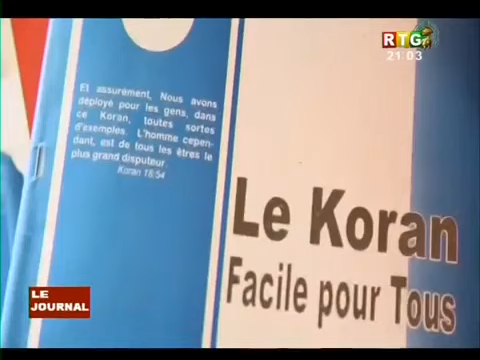 RTG
21:03
Et assurément, Nous avons
déployé pour les gens, dans
ce Koran, toutes sortes
d'exemples. L'homme cepen-
dant, est de tous les êtres le
plus grand disputeur.
Koran 18:54
Le Koran
Facile pour Tous
LE
JOURNAL